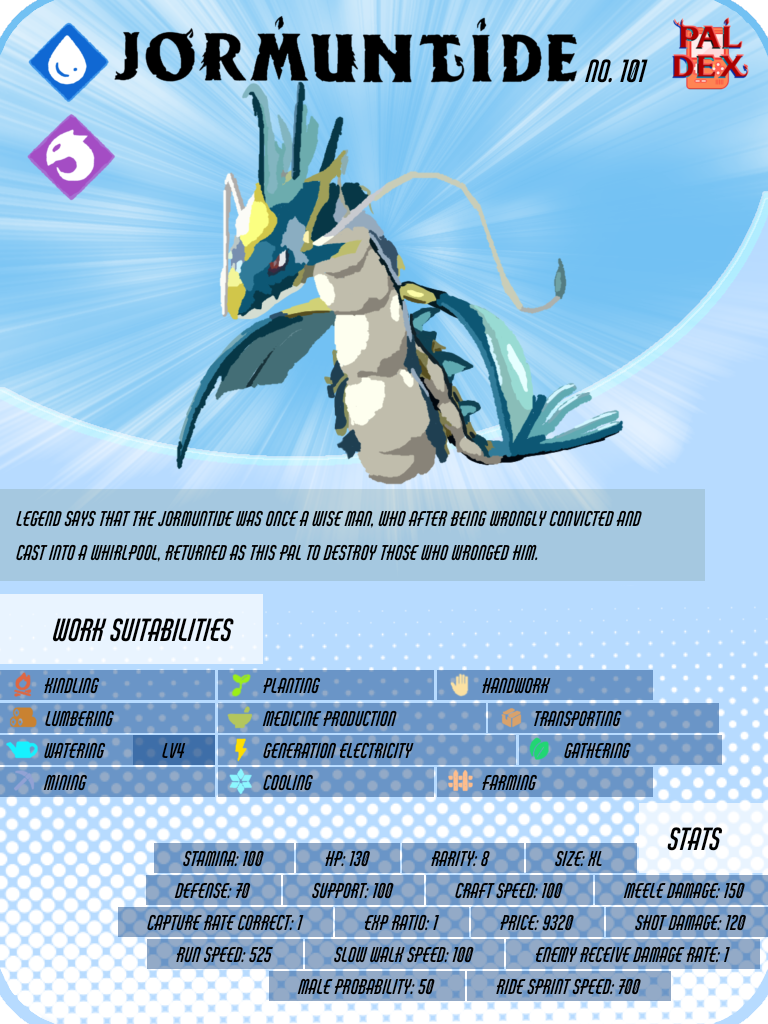 JORMUNTIDE NO. 101
PAL
DEX
LEGEND SAYS THAT THE JORMUNTIDE WAS ONCE A WISE MAN, WHO AFTER BEING WRONGLY CONVICTED AND
CAST INTO A WHIRLPOOL, RETURNED AS THIS PAL TO DESTROY THOSE WHO WRONGED HIM.
WORK SUITABILITIES
KINDLING PLANTING HANDWORK
LUMBERING MEDICINE PRODUCTION TRANSPORTING
WATERING LV4 GENERATION ELECTRICITY GATHERING
MINING COOLING FARMING
STATS
STAMINA: 100 HP: 130 RARITY: 8 SIZE: XL
DEFENSE: 70 SUPPORT: 100 CRAFT SPEED: 100 MEELE DAMAGE: 150
CAPTURE RATE CORRECT: 1 EXP RATIO: 1 PRICE: 9320 SHOT DAMAGE: 120
RUN SPEED: 525 SLOW WALK SPEED: 100 ENEMY RECEIVE DAMAGE RATE: 1
MALE PROBABILITY: 50 RIDE SPRINT SPEED: 700